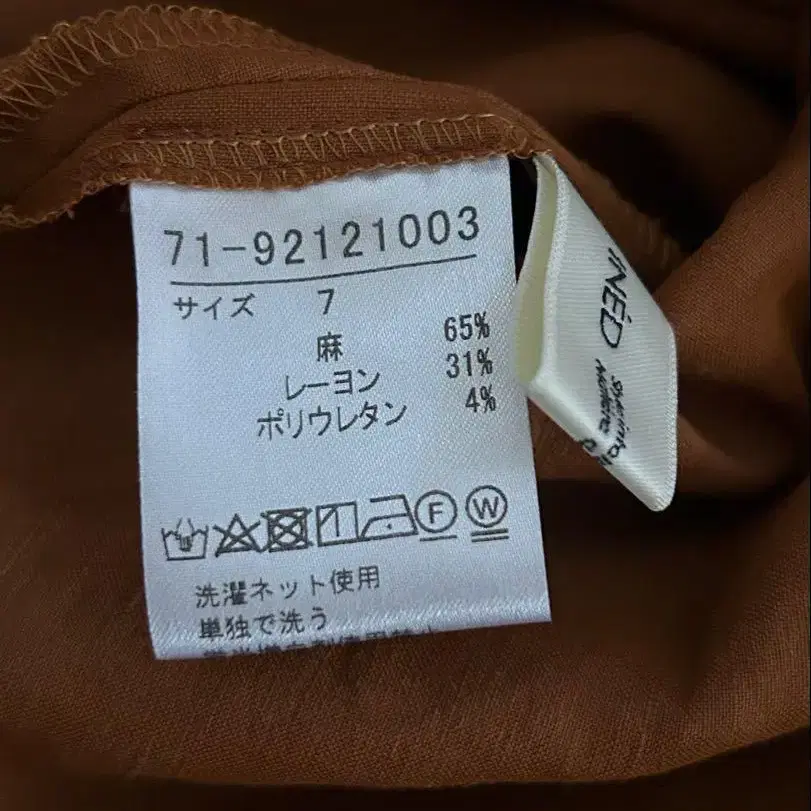 71-92121003
サイズ 7
麻 65%
レーヨン 31%
ポリウレタン 4%
F W
洗濯ネット使用
単独で洗う
INÉD